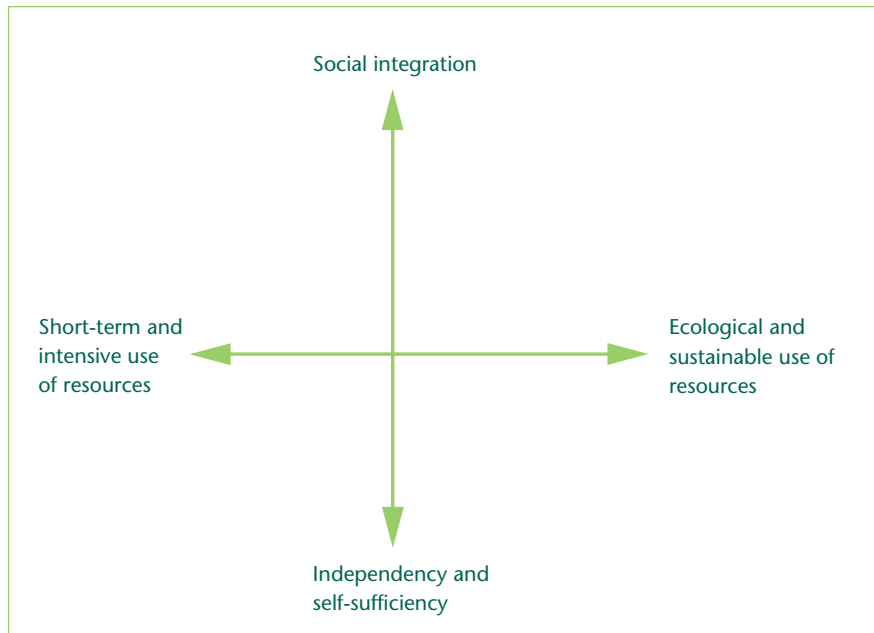 Social integration
Short-term and
intensive use
of resources
Ecological and
sustainable use of
resources
Independency and
self-sufficiency